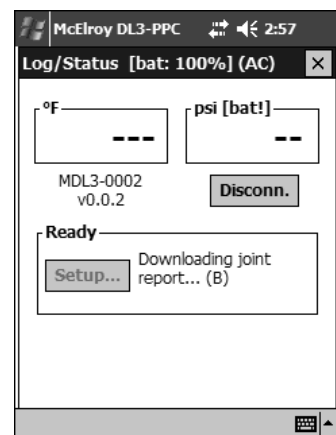 McElroy DL3-PPC 2:57
Log/Status [bat: 100%] (AC)
°F
psi [bat!]
---
--
MDL3-0002
v0.0.2
Disconn.
Ready
Setup...
Downloading joint
report... (B)